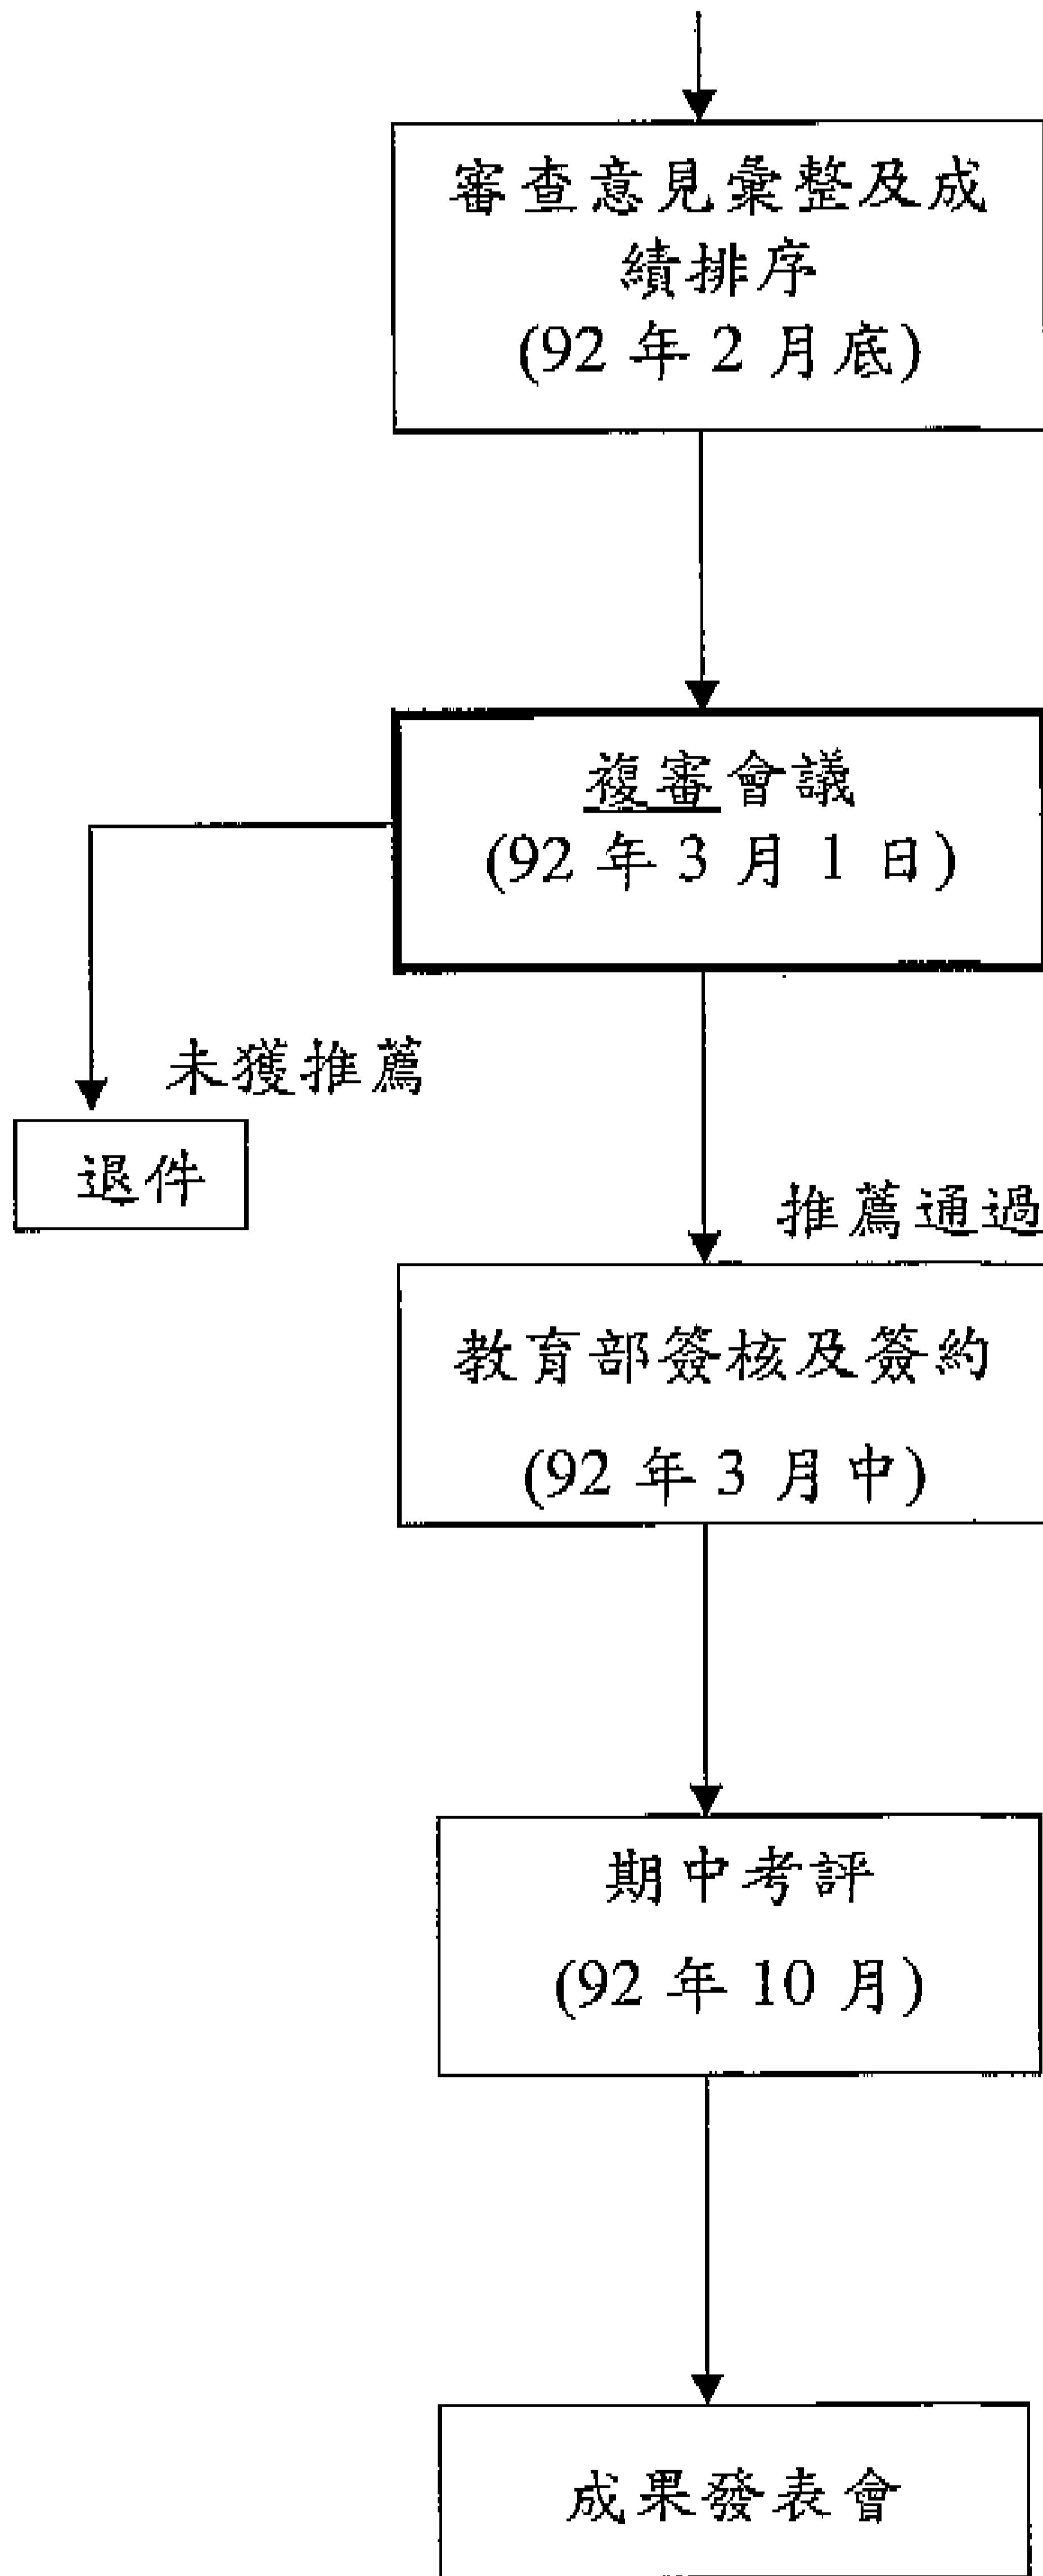 審查意見彙整及成
績排序
(92 年 2 月底)
複審會議
(92 年 3 月 1 日)
未獲推薦
退件
推薦通過
教育部簽核及簽約
(92 年 3 月中)
期中考評
(92 年 10 月)
成果發表會